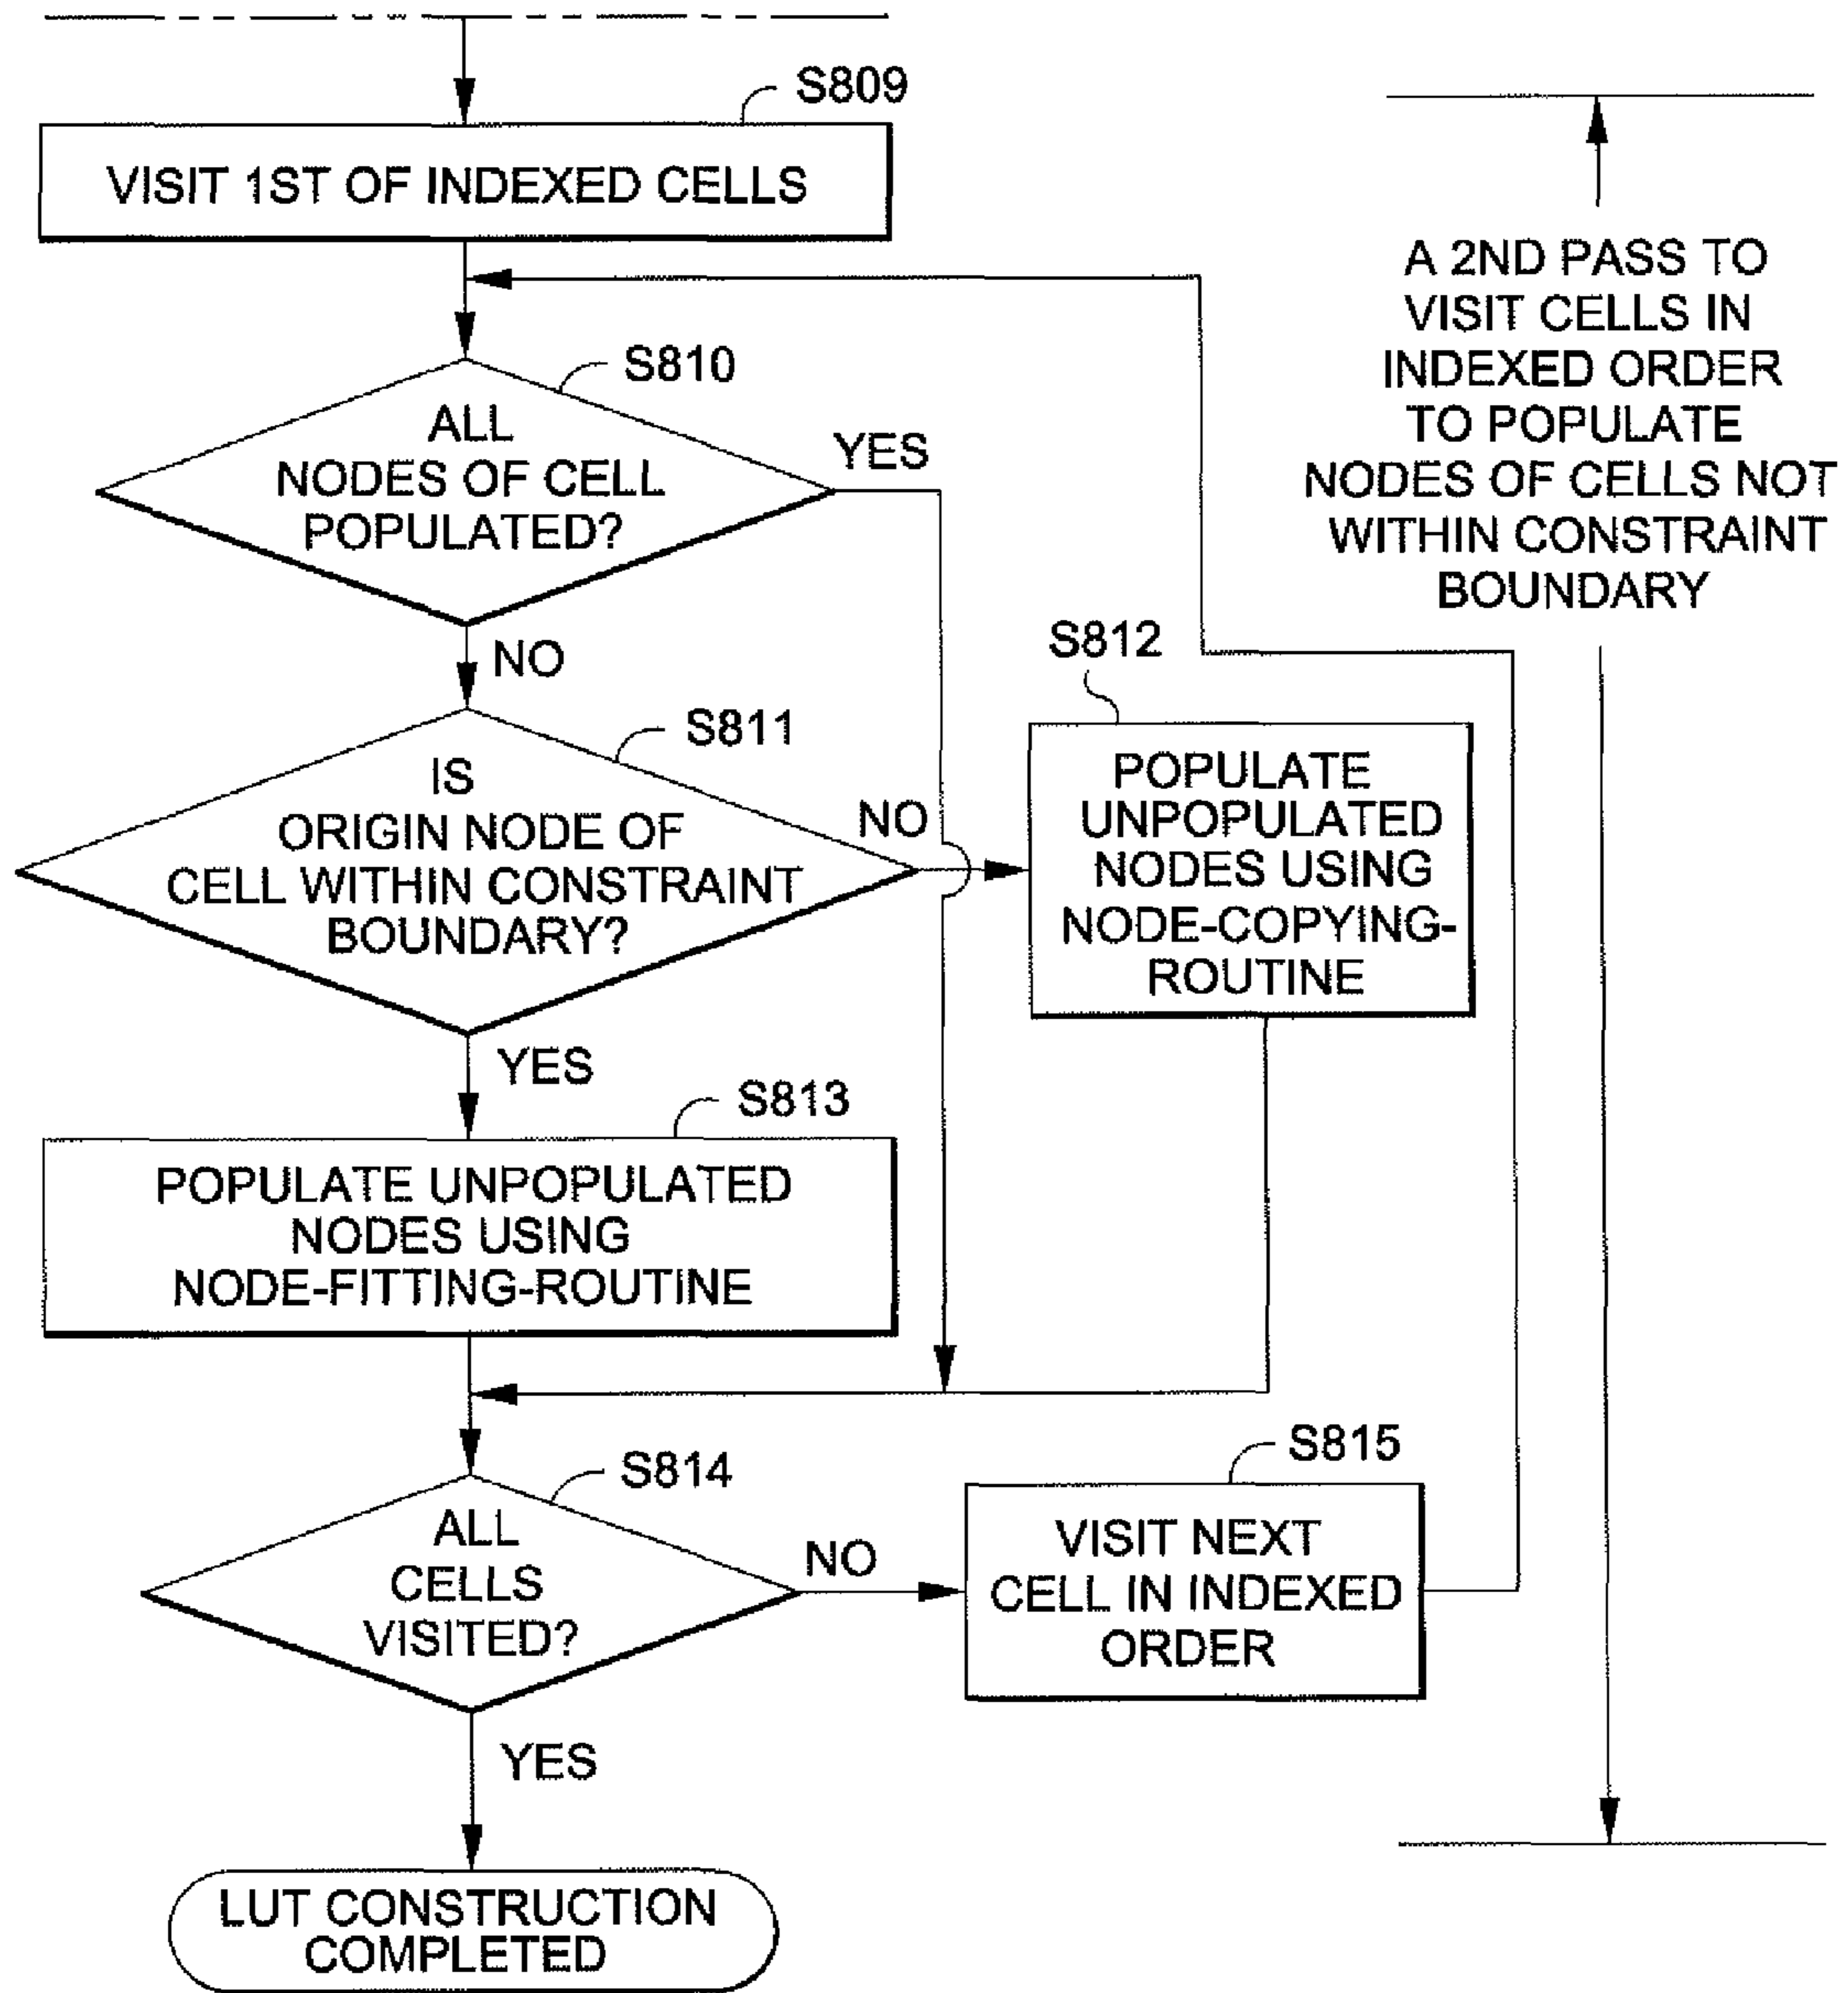 S809
VISIT 1ST OF INDEXED CELLS
A 2ND PASS TO
VISIT CELLS IN
INDEXED ORDER
TO POPULATE
NODES OF CELLS NOT
WITHIN CONSTRAINT
BOUNDARY
S810
ALL
NODES OF CELL
POPULATED?
YES
NO
S811
IS
ORIGIN NODE OF
CELL WITHIN CONSTRAINT
BOUNDARY?
NO
S812
POPULATE
UNPOPULATED
NODES USING
NODE-COPYING-
ROUTINE
YES
S813
POPULATE UNPOPULATED
NODES USING
NODE-FITTING-ROUTINE
S814
ALL
CELLS
VISITED?
NO
S815
VISIT NEXT
CELL IN INDEXED
ORDER
YES
LUT CONSTRUCTION
COMPLETED